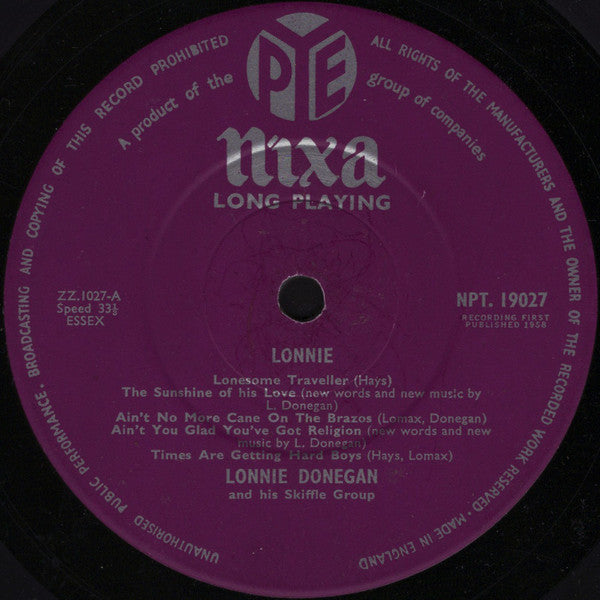 UNAUTHORISED PUBLIC PERFORMANCE, BROADCASTING AND COPYING OF THIS RECORD PROHIBITED
ALL RIGHTS OF THE MANUFACTURERS AND THE OWNER OF THE RECORDED WORK RESERVED · MADE IN ENGLAND
A product of the PYE group of companies
nixa
LONG PLAYING
ZZ.1027-A
Speed 33⅓
ESSEX
NPT. 19027
RECORDING FIRST
PUBLISHED 1958
LONNIE
Lonesome Traveller (Hays)
The Sunshine of his Love (new words and new music by
L. Donegan)
Ain't No More Cane On The Brazos (Lomax, Donegan)
Ain't You Glad You've Got Religion (new words and new
music by L. Donegan)
Times Are Getting Hard Boys (Hays, Lomax)
LONNIE DONEGAN
and his Skiffle Group